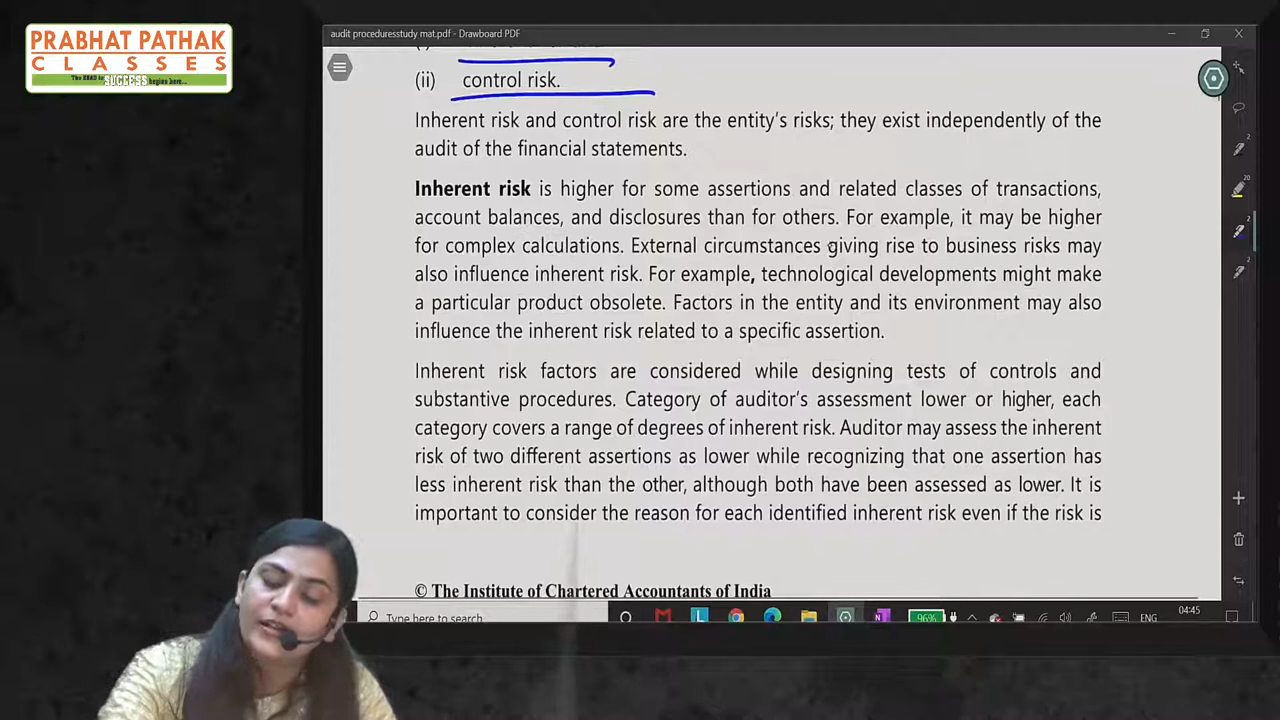 PRABHAT PATHAK
CLASSES
The ROAD to SUCCESS begins here...
audit proceduresstudy mat.pdf - Drawboard PDF
(ii) control risk.
Inherent risk and control risk are the entity's risks; they exist independently of the
audit of the financial statements.
Inherent risk is higher for some assertions and related classes of transactions,
account balances, and disclosures than for others. For example, it may be higher
for complex calculations. External circumstances giving rise to business risks may
also influence inherent risk. For example, technological developments might make
a particular product obsolete. Factors in the entity and its environment may also
influence the inherent risk related to a specific assertion.
Inherent risk factors are considered while designing tests of controls and
substantive procedures. Category of auditor's assessment lower or higher, each
category covers a range of degrees of inherent risk. Auditor may assess the inherent
risk of two different assertions as lower while recognizing that one assertion has
less inherent risk than the other, although both have been assessed as lower. It is
important to consider the reason for each identified inherent risk even if the risk is
© The Institute of Chartered Accountants of India
Type here to search
96%
ENG
04:45